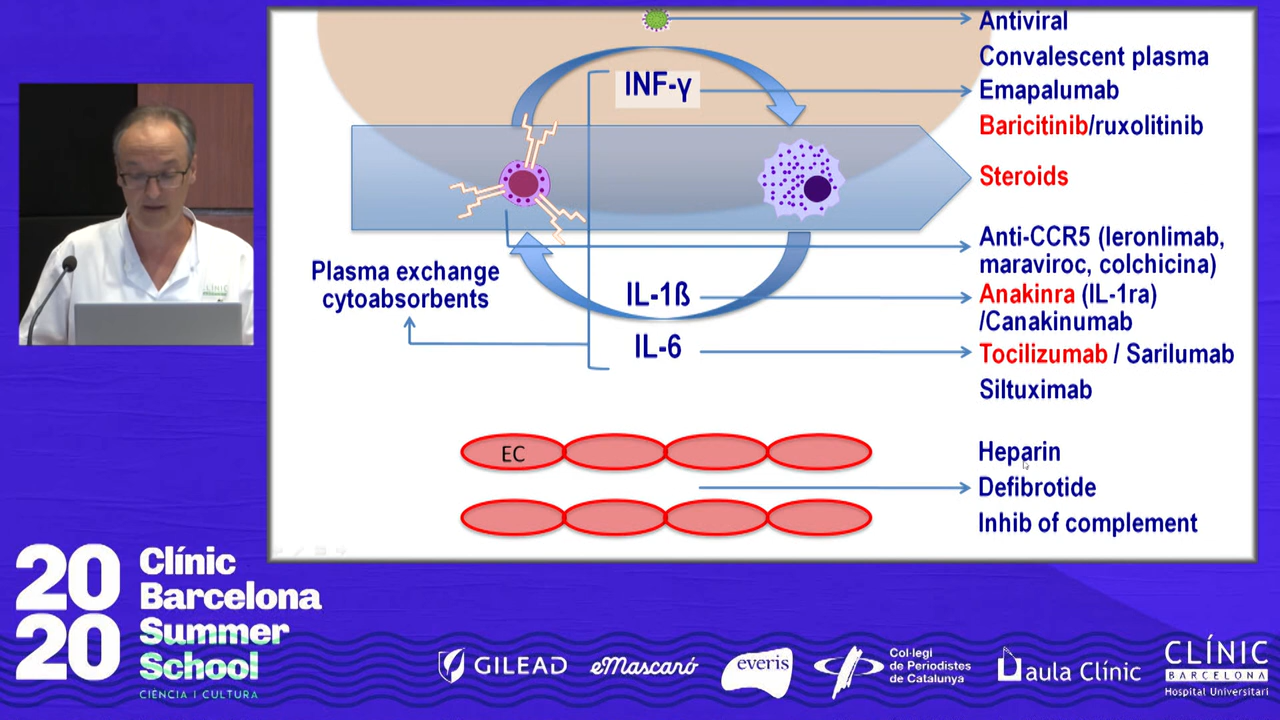 Antiviral
Convalescent plasma
INF-γ
Emapalumab
Baricitinib/ruxolitinib
Steroids
Anti-CCR5 (leronlimab,
maraviroc, colchicina)
Plasma exchange
cytoabsorbents
IL-1ß
Anakinra (IL-1ra)
/Canakinumab
IL-6
Tocilizumab / Sarilumab
Siltuximab
EC
Heparin
Defibrotide
Inhib of complement
CLÍNIC
2020
Clínic
Barcelona
Summer
School
CIÈNCIA I CULTURA
GILEAD
eMascaró
everis
Col·legi
de Periodistes
de Catalunya
aula Clínic
CLÍNIC
BARCELONA
Hospital Universitari